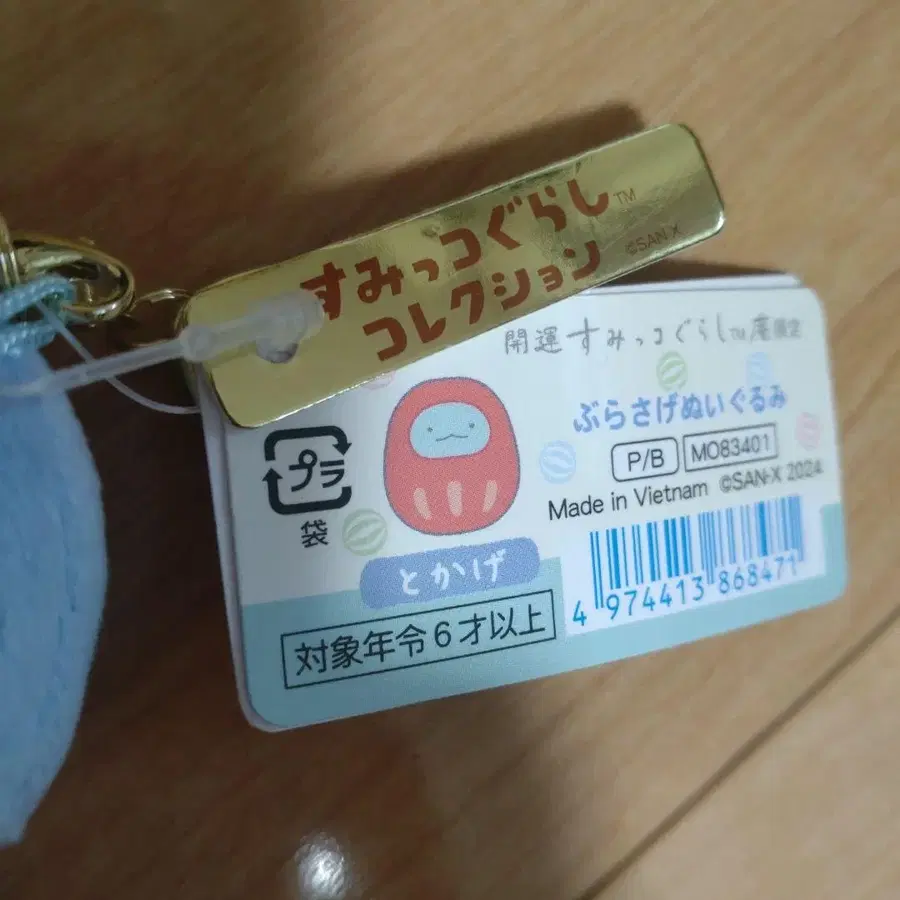 すみっコぐらし™
コレクション
©SAN-X
開運すみっコぐらし™座限定
ぶらさげぬいぐるみ
P/B MO83401
Made in Vietnam ©SAN-X 2024
プラ
袋
とかげ
対象年令6才以上
4 974413 868471